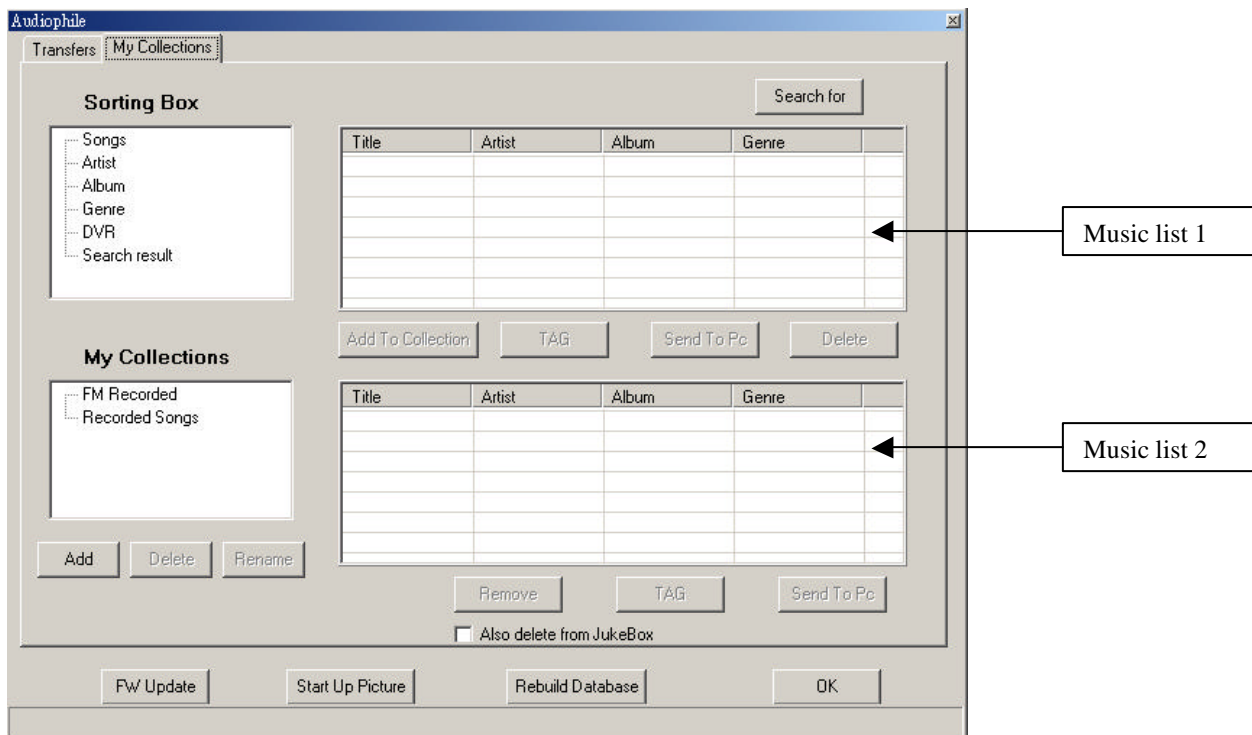 Audiophile
Transfers My Collections
Search for
Sorting Box
Songs
Artist
Album
Genre
DVR
Search result
Title Artist Album Genre
Music list 1
Add To Collection TAG Send To Pc Delete
My Collections
FM Recorded
Recorded Songs
Title Artist Album Genre
Music list 2
Add Delete Rename
Remove TAG Send To Pc
Also delete from JukeBox
FW Update Start Up Picture Rebuild Database OK